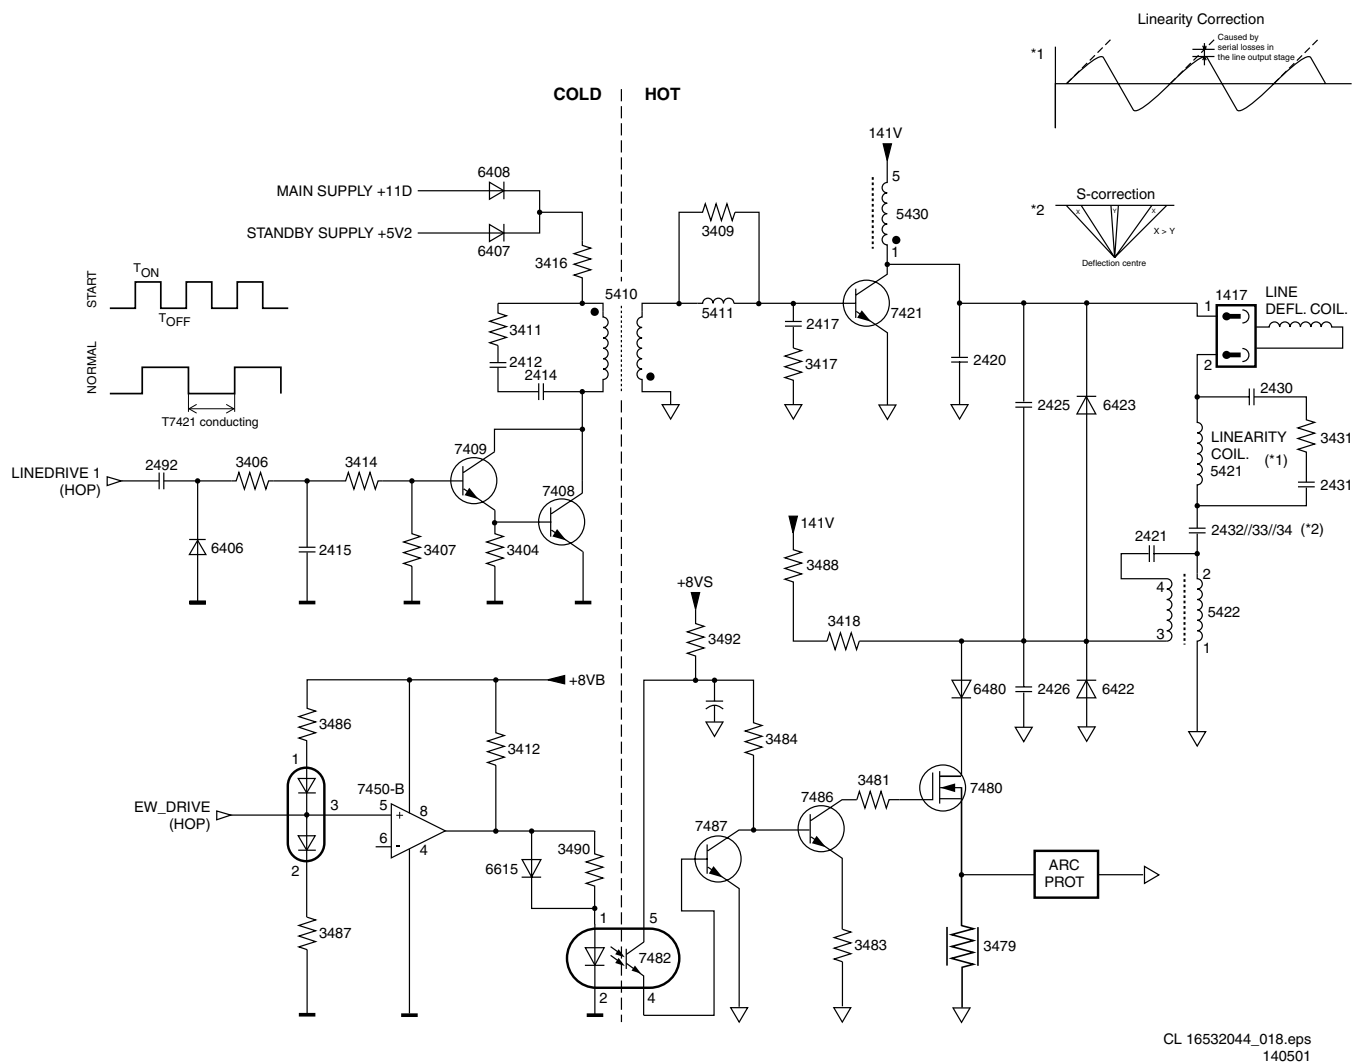 Linearity Correction
*1
Caused by
serial losses in
the line output stage
COLD
HOT
141V
5
5430
1
S-correction
*2
X
Y
X
X > Y
Deflection centre
6408
MAIN SUPPLY +11D
STANDBY SUPPLY +5V2
6407
3416
3409
START
TON
TOFF
5410
5411
3411
2412
2414
2417
3417
7421
2420
1
1417
LINE
DEFL. COIL.
2
NORMAL
T7421 conducting
2425
6423
2430
LINEARITY
COIL.
(*1)
5421
3431
2431
LINEDRIVE 1
(HOP)
2492
3406
3414
7409
7408
6406
2415
3407
3404
2432//33//34
(*2)
141V
3488
2421
4
2
5422
3
1
+8VS
3492
3418
6480
2426
6422
+8VB
3486
3412
3484
1
7450-B
EW_DRIVE
(HOP)
3
5
+
8
6
-
4
2
3481
7480
7486
7487
6615
3490
3487
ARC
PROT
1
5
7482
2
4
3483
3479
CL 16532044_018.eps
140501